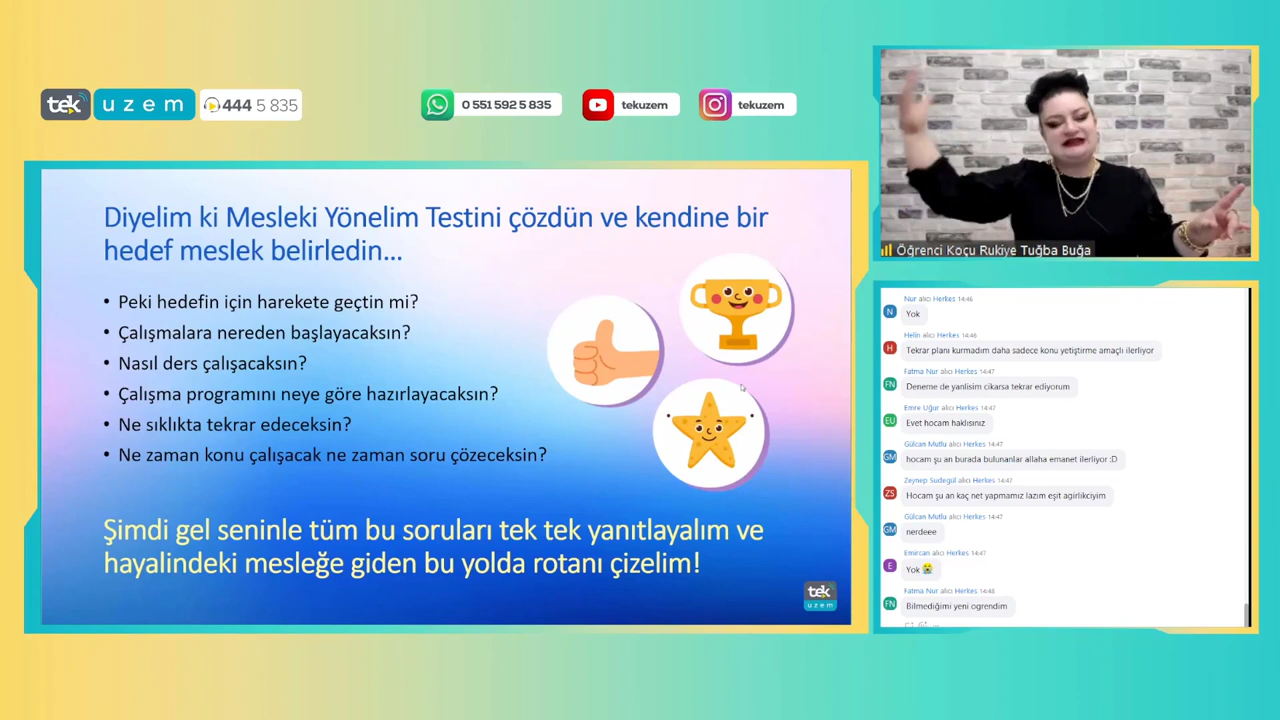 tek uzem 444 5 835
0 551 592 5 835
tekuzem
tekuzem
Diyelim ki Mesleki Yönelim Testini çözdün ve kendine bir
hedef meslek belirledin...
• Peki hedefin için harekete geçtin mi?
• Çalışmalara nereden başlayacaksın?
• Nasıl ders çalışacaksın?
• Çalışma programını neye göre hazırlayacaksın?
• Ne sıklıkta tekrar edeceksin?
• Ne zaman konu çalışacak ne zaman soru çözeceksin?
Şimdi gel seninle tüm bu soruları tek tek yanıtlayalım ve
hayalindeki mesleğe giden bu yolda rotanı çizelim!
tek
uzem
Öğrenci Koçu Rukiye Tuğba Buğa
Nur alıcı Herkes 14:46
N
Yok
Helin alıcı Herkes 14:46
H
Tekrar planı kurmadım daha sadece konu yetiştirme amaçlı ilerliyor
Fatma Nur alıcı Herkes 14:47
FN
Deneme de yanlisim cikarsa tekrar ediyorum
Emre Uğur alıcı Herkes 14:47
EU
Evet hocam haklısınız
Gülcan Mutlu alıcı Herkes 14:47
GM
hocam şu an burada bulunanlar allaha emanet ilerliyor :D
Zeynep Sudegül alıcı Herkes 14:47
ZS
Hocam şu an kaç net yapmamız lazım eşit agirlikciyim
Gülcan Mutlu alıcı Herkes 14:47
GM
nerdeee
Emircan alıcı Herkes 14:47
E
Yok 😭
Fatma Nur alıcı Herkes 14:48
FN
Bilmediğimi yeni ogrendim